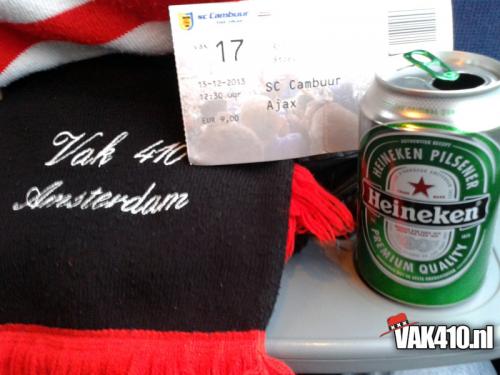 SC Cambuur
VAK 17
15-12-2013
12:30 uur
EUR 9,00
SC Cambuur
Ajax
Vak 410
Amsterdam
HEINEKEN PILSENER
Heineken
PREMIUM QUALITY
VAK410.nl